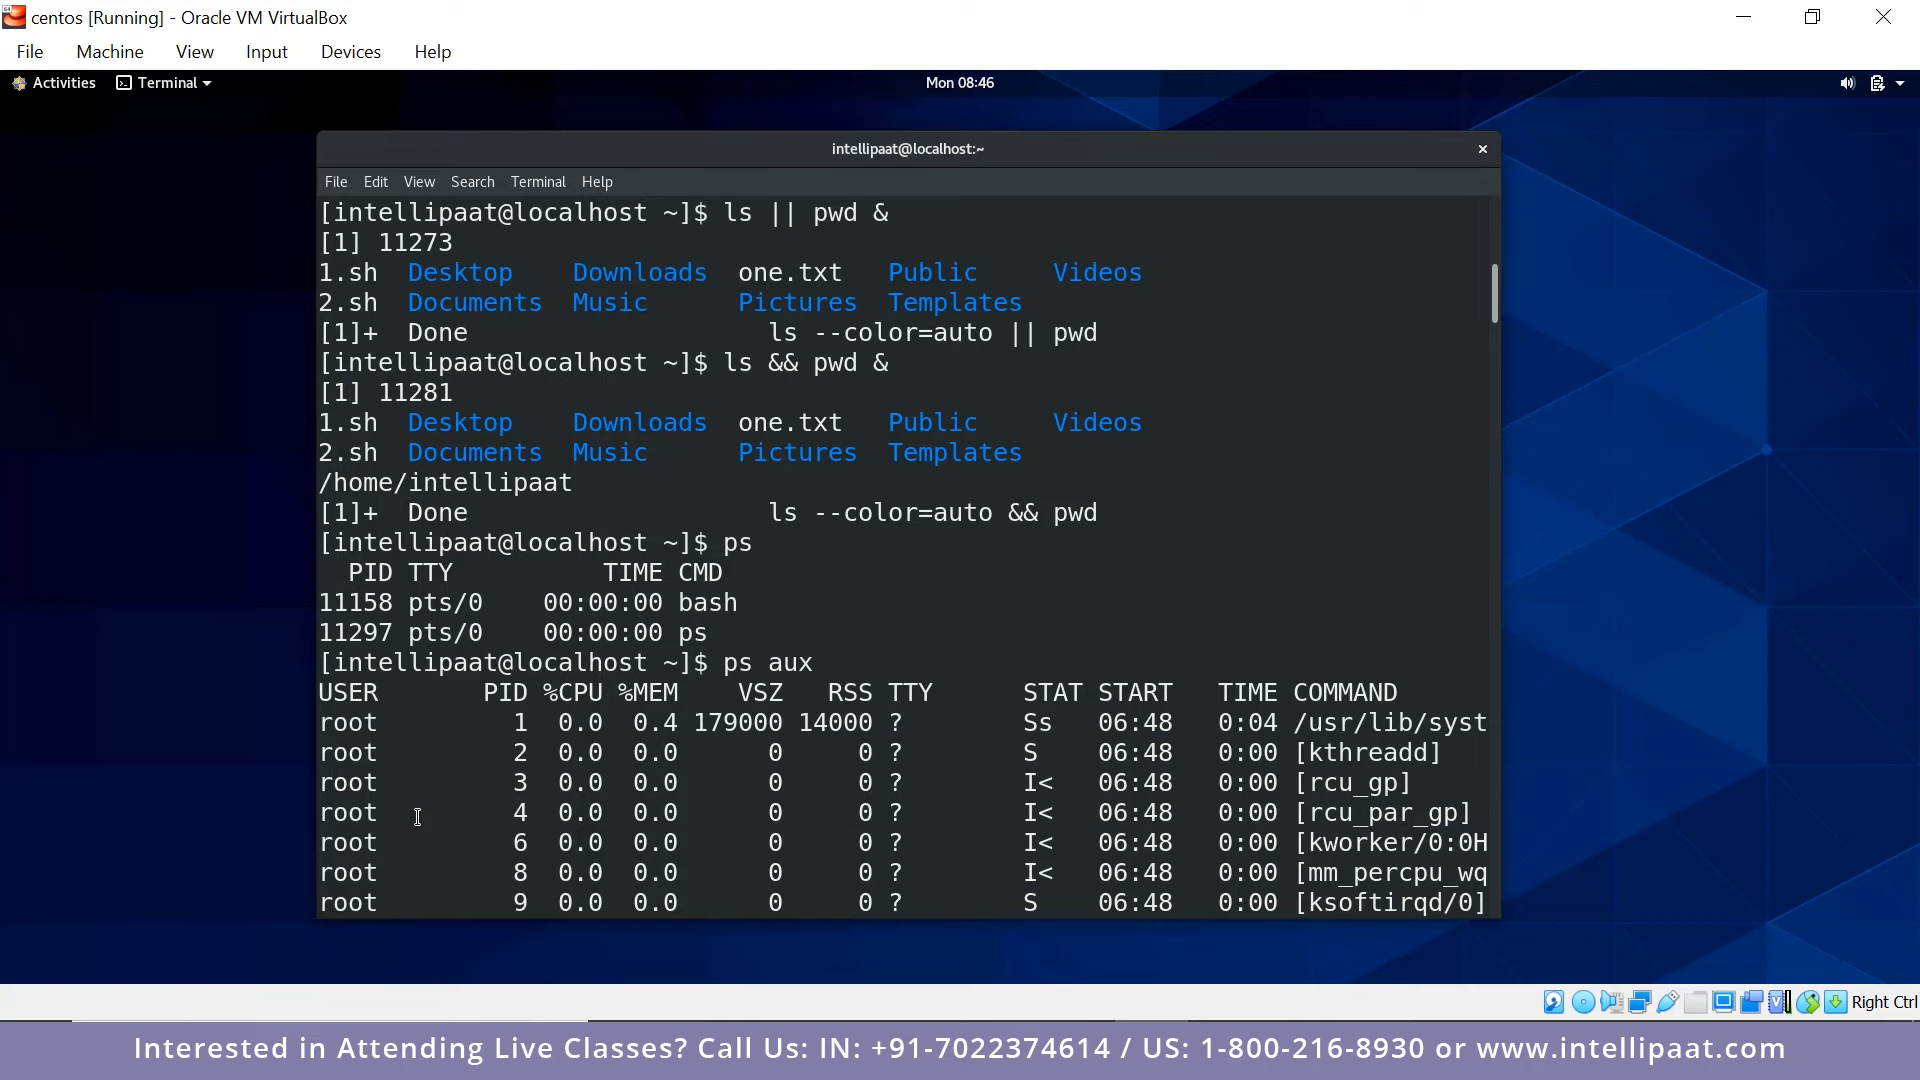 centos [Running] - Oracle VM VirtualBox
File Machine View Input Devices Help
Activities Terminal Mon 08:46
intellipaat@localhost:~
File Edit View Search Terminal Help
[intellipaat@localhost ~]$ ls || pwd &
[1] 11273
1.sh Desktop Downloads one.txt Public Videos
2.sh Documents Music Pictures Templates
[1]+ Done ls --color=auto || pwd
[intellipaat@localhost ~]$ ls && pwd &
[1] 11281
1.sh Desktop Downloads one.txt Public Videos
2.sh Documents Music Pictures Templates
/home/intellipaat
[1]+ Done ls --color=auto && pwd
[intellipaat@localhost ~]$ ps
PID TTY TIME CMD
11158 pts/0 00:00:00 bash
11297 pts/0 00:00:00 ps
[intellipaat@localhost ~]$ ps aux
USER PID %CPU %MEM VSZ RSS TTY STAT START TIME COMMAND
root 1 0.0 0.4 179000 14000 ? Ss 06:48 0:04 /usr/lib/syst
root 2 0.0 0.0 0 0 ? S 06:48 0:00 [kthreadd]
root 3 0.0 0.0 0 0 ? I< 06:48 0:00 [rcu_gp]
root 4 0.0 0.0 0 0 ? I< 06:48 0:00 [rcu_par_gp]
root 6 0.0 0.0 0 0 ? I< 06:48 0:00 [kworker/0:0H
root 8 0.0 0.0 0 0 ? I< 06:48 0:00 [mm_percpu_wq
root 9 0.0 0.0 0 0 ? S 06:48 0:00 [ksoftirqd/0]
Right Ctrl
Interested in Attending Live Classes? Call Us: IN: +91-7022374614 / US: 1-800-216-8930 or www.intellipaat.com